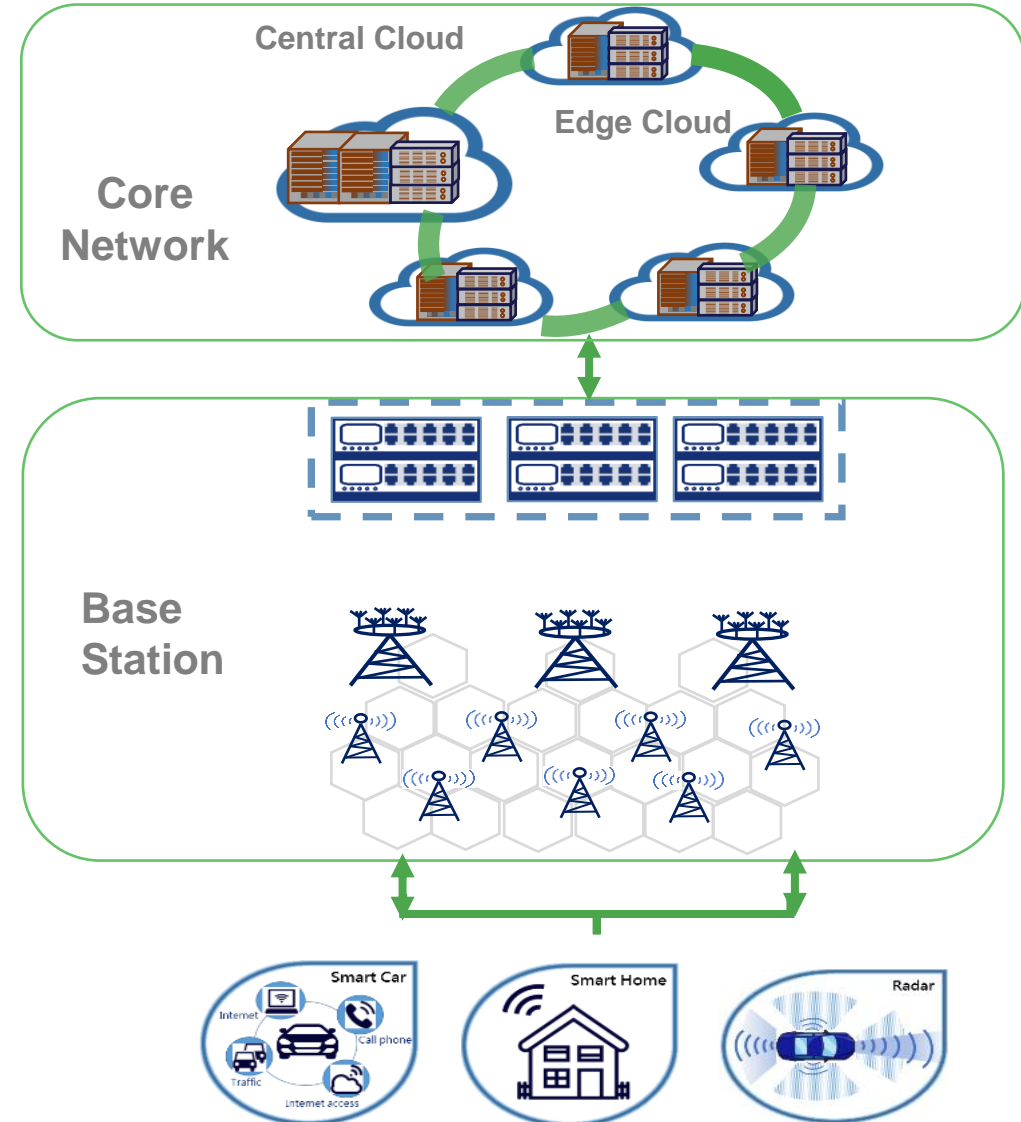 Central Cloud
Edge Cloud
Core
Network
Base
Station
Smart Car
Internet
Call phone
Traffic
Internet access
Smart Home
Radar